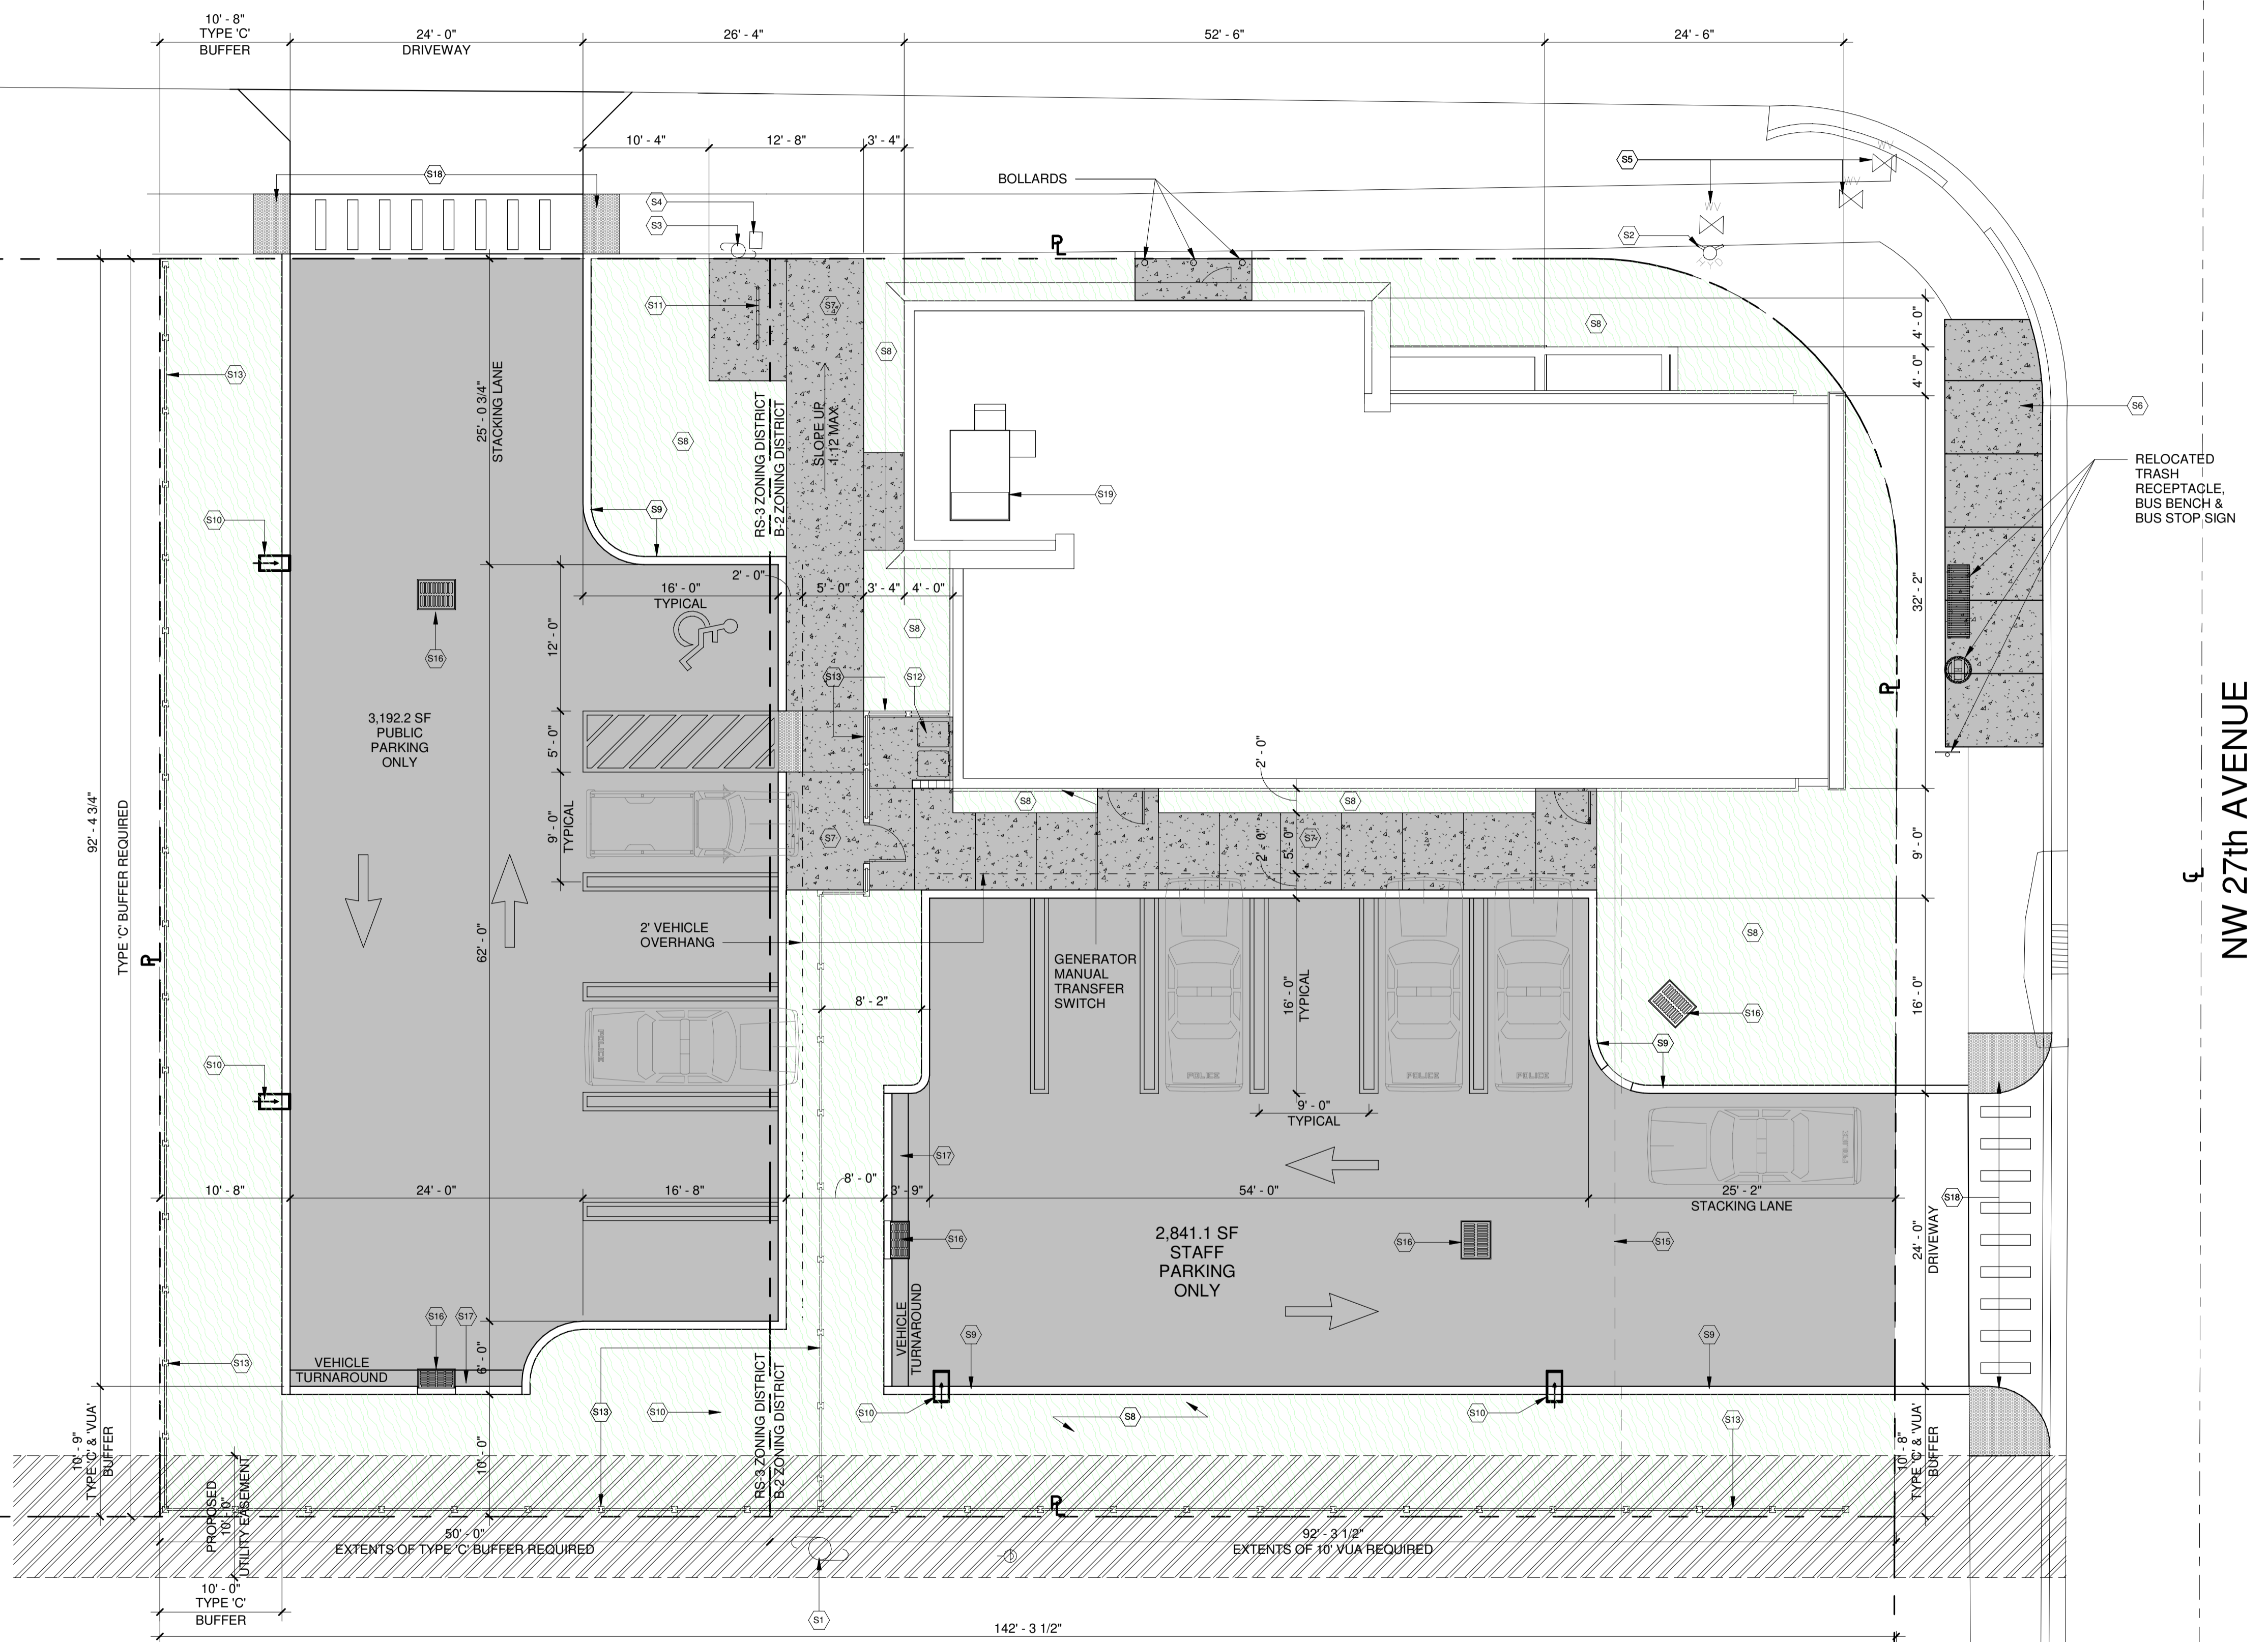 10' - 8"
TYPE 'C'
BUFFER
24' - 0"
DRIVEWAY
26' - 4"
52' - 6"
24' - 6"
10' - 4"
12' - 8"
3' - 4"
S18
S4
S3
BOLLARDS
S5
WV
WV
WV
S2
HYD
PL
S11
S7
S8
S8
4' - 0"
4' - 0"
S13
25' - 0 3/4"
STACKING LANE
S8
RS-3 ZONING DISTRICT
B-2 ZONING DISTRICT
SLOPE UP
1:12 MAX.
S6
RELOCATED
TRASH
RECEPTACLE,
BUS BENCH &
BUS STOP SIGN
S19
S9
S10
2' - 0"
16' - 0"
TYPICAL
5' - 0"
3' - 4"
4' - 0"
S8
32' - 2"
12' - 0"
S16
S13
S12
PL
3,192.2 SF
PUBLIC
PARKING
ONLY
5' - 0"
NW 27th AVENUE
CL
92' - 4 3/4"
TYPE 'C' BUFFER REQUIRED
9' - 0"
TYPICAL
2' - 0"
S8
S8
S7
2' - 0"
5' - 0"
S7
9' - 0"
62' - 0"
2' VEHICLE
OVERHANG
GENERATOR
MANUAL
TRANSFER
SWITCH
S8
PL
8' - 2"
16' - 0"
TYPICAL
16' - 0"
S16
S9
POLICE
POLICE
POLICE
POLICE
S10
9' - 0"
TYPICAL
POLICE
S17
10' - 8"
24' - 0"
16' - 8"
8' - 0"
3' - 9"
54' - 0"
25' - 2"
STACKING LANE
S18
24' - 0"
DRIVEWAY
S16
2,841.1 SF
STAFF
PARKING
ONLY
S16
S15
S16
S17
VEHICLE
TURNAROUND
S9
S9
S13
VEHICLE
TURNAROUND
6' - 0"
RS-3 ZONING DISTRICT
B-2 ZONING DISTRICT
S13
S10
S10
S8
S10
S13
10' - 9"
TYPE 'C' & 'VUA'
BUFFER
10' - 0"
10' - 8"
TYPE 'C' & 'VUA'
BUFFER
PROPOSED
10' - 0"
UTILITY EASEMENT
PL
50' - 0"
EXTENTS OF TYPE 'C' BUFFER REQUIRED
92' - 3 1/2"
EXTENTS OF 10' VUA REQUIRED
10' - 0"
TYPE 'C'
BUFFER
S1
142' - 3 1/2"